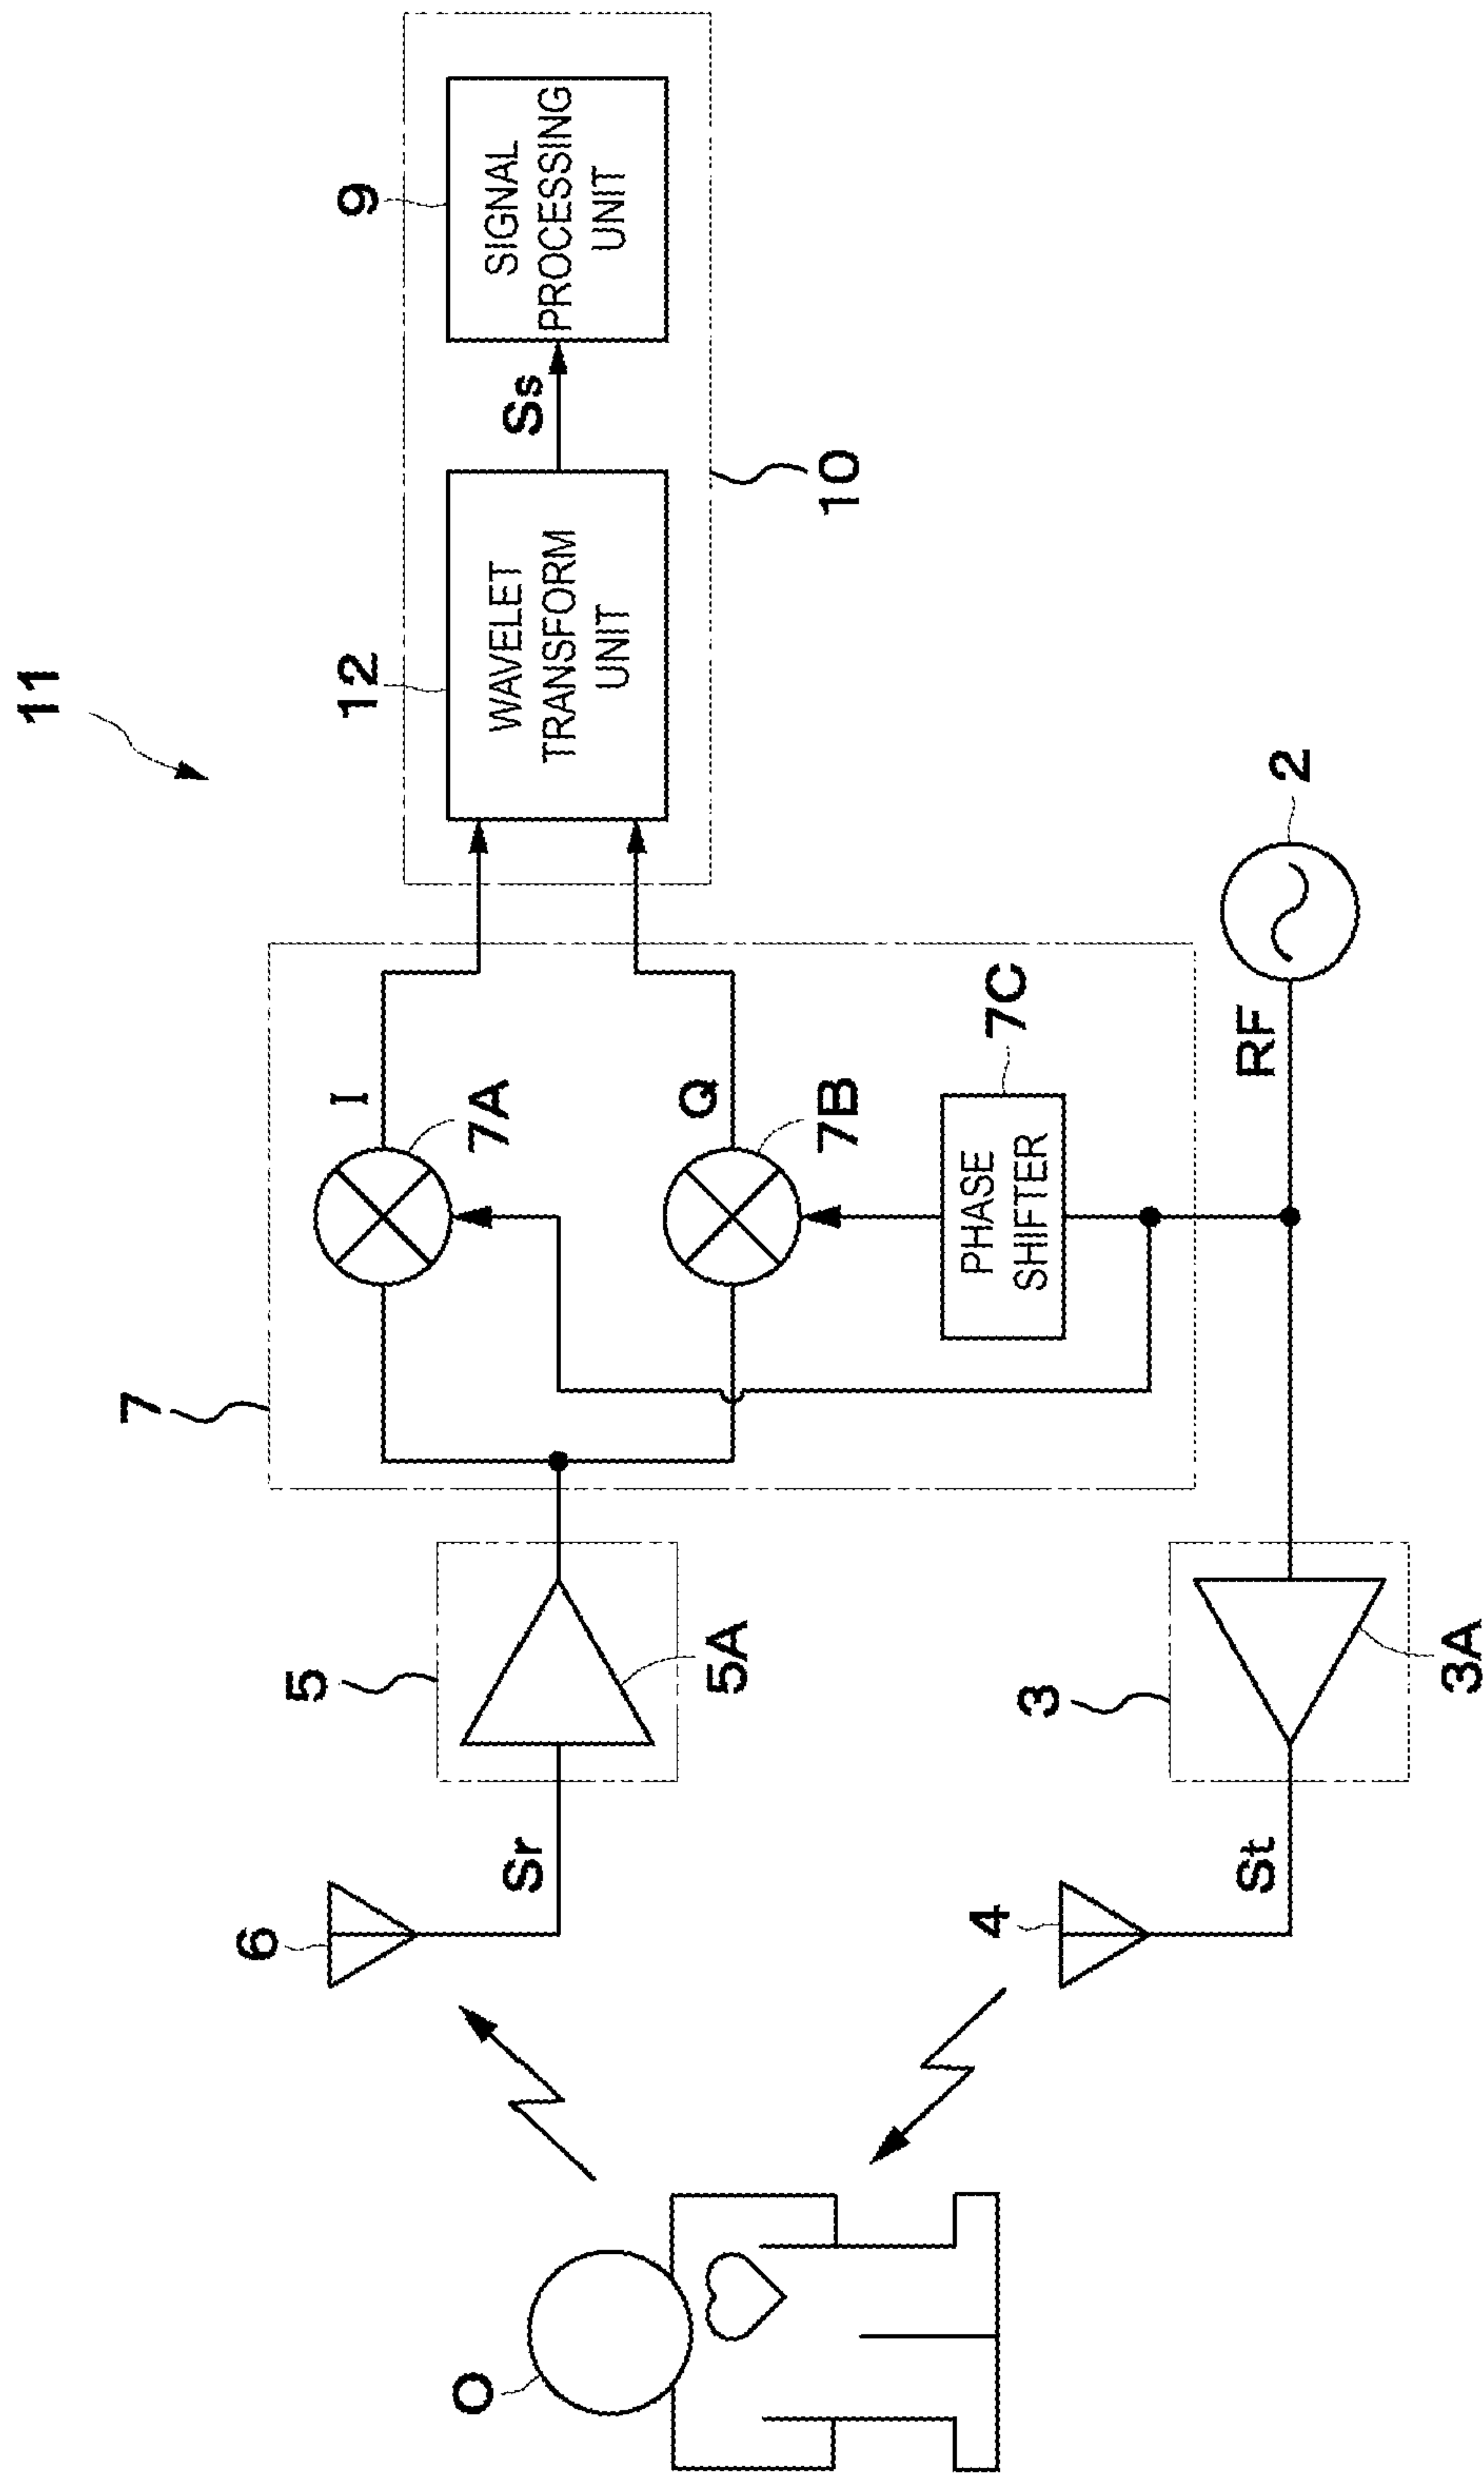 11
9
SIGNAL
PROCESSING
UNIT
Ss
12
WAVELET
TRANSFORM
UNIT
10
7
I
7A
Q
7B
7C
PHASE
SHIFTER
RF
2
5
5A
3
3A
6
Sr
4
St
O